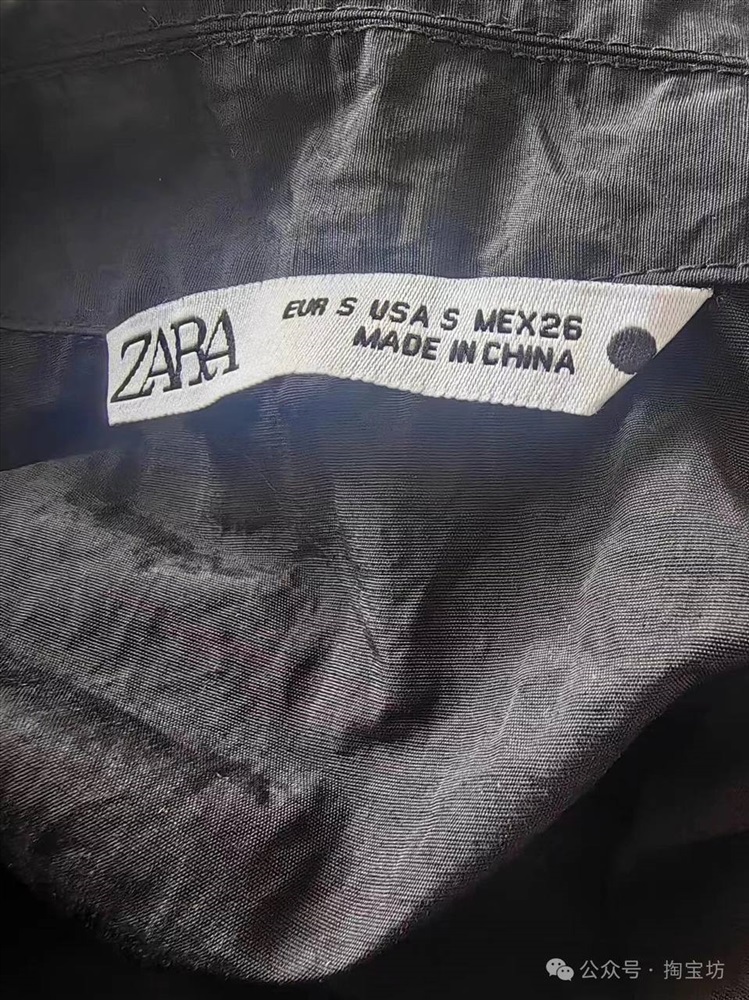 ZARA
EUR S USA S MEX26
MADE IN CHINA
公众号·掏宝坊